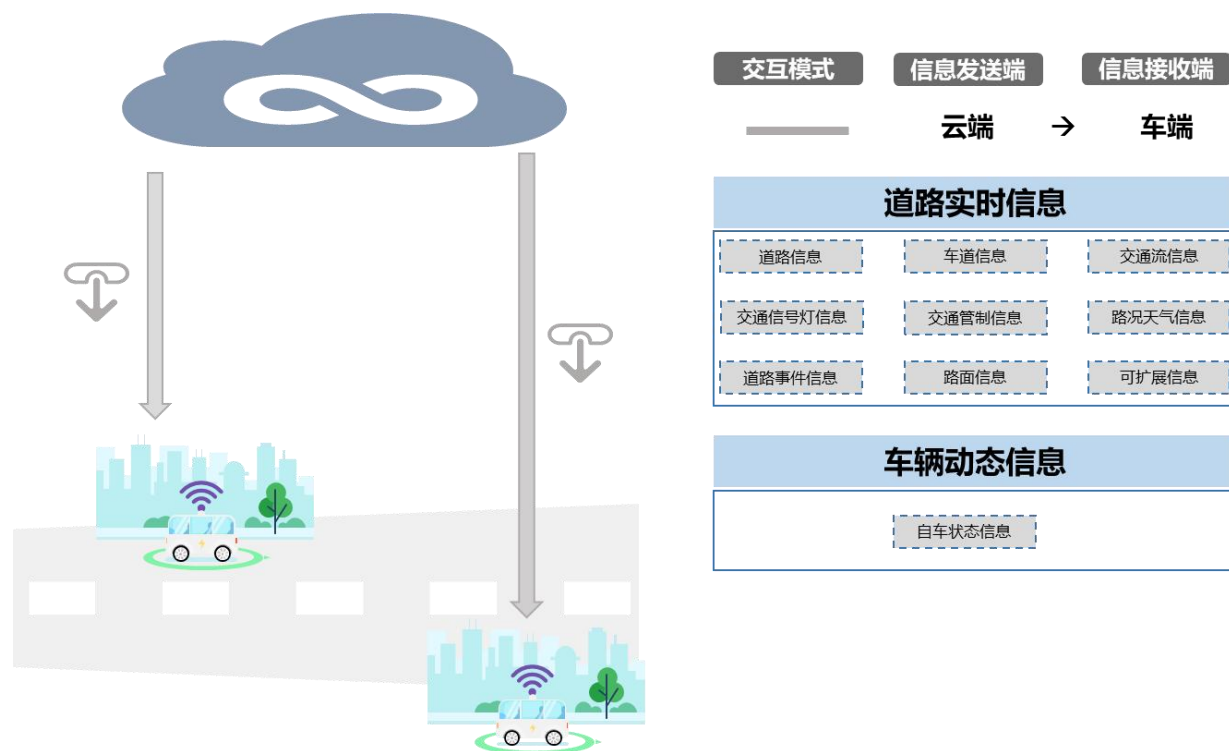 交互模式 信息发送端 信息接收端
云端 → 车端
道路实时信息
道路信息 车道信息 交通流信息
交通信号灯信息 交通管制信息 路况天气信息
道路事件信息 路面信息 可扩展信息
车辆动态信息
自车状态信息